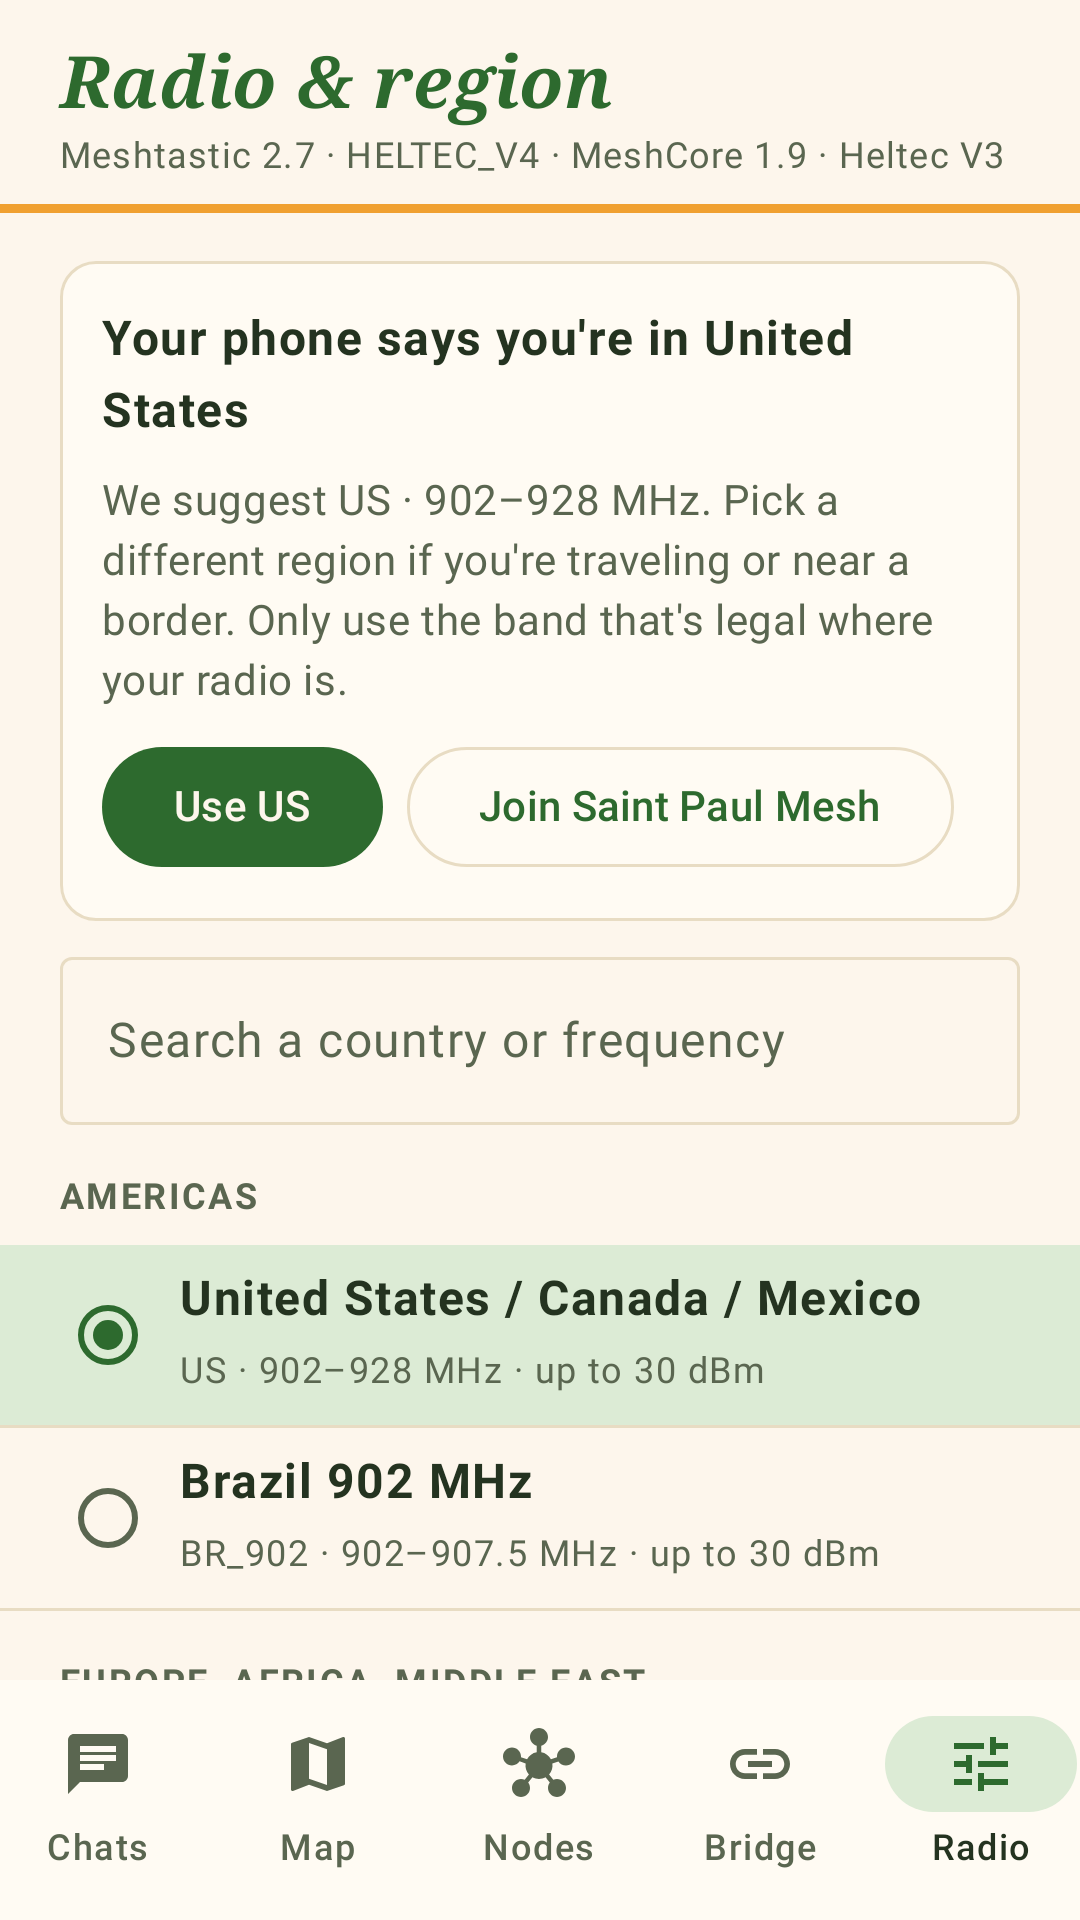 Radio & region
Meshtastic 2.7 · HELTEC_V4 · MeshCore 1.9 · Heltec V3
Your phone says you're in United
States
We suggest US · 902–928 MHz. Pick a
different region if you're traveling or near a
border. Only use the band that's legal where
your radio is.
Use US
Join Saint Paul Mesh
Search a country or frequency
AMERICAS
United States / Canada / Mexico
US · 902–928 MHz · up to 30 dBm
Brazil 902 MHz
BR_902 · 902–907.5 MHz · up to 30 dBm
EUROPE, AFRICA, MIDDLE EAST
Chats
Map
Nodes
Bridge
Radio